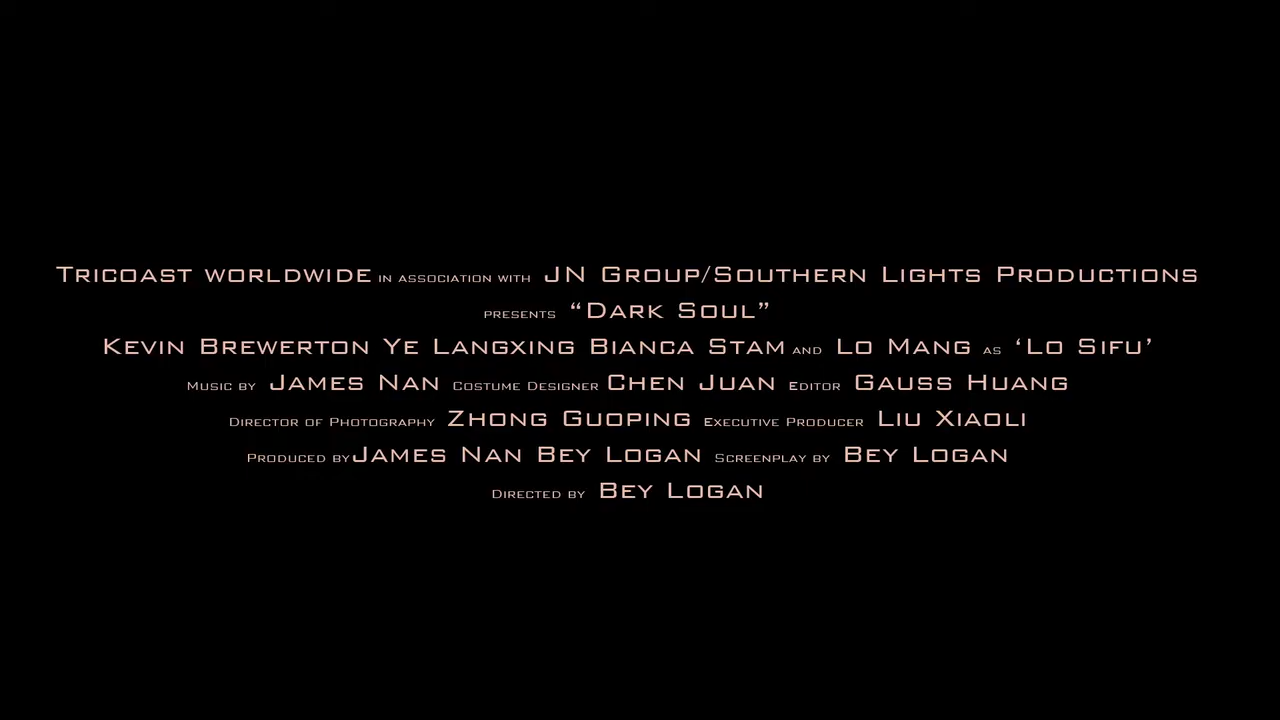 Tricoast worldwide in association with JN Group/Southern Lights Productions
presents “Dark Soul”
Kevin Brewerton Ye Langxing Bianca Stam and Lo Mang as ‘Lo Sifu’
Music by James Nan Costume Designer Chen Juan Editor Gauss Huang
Director of Photography Zhong Guoping Executive Producer Liu Xiaoli
Produced by James Nan Bey Logan Screenplay by Bey Logan
Directed by Bey Logan